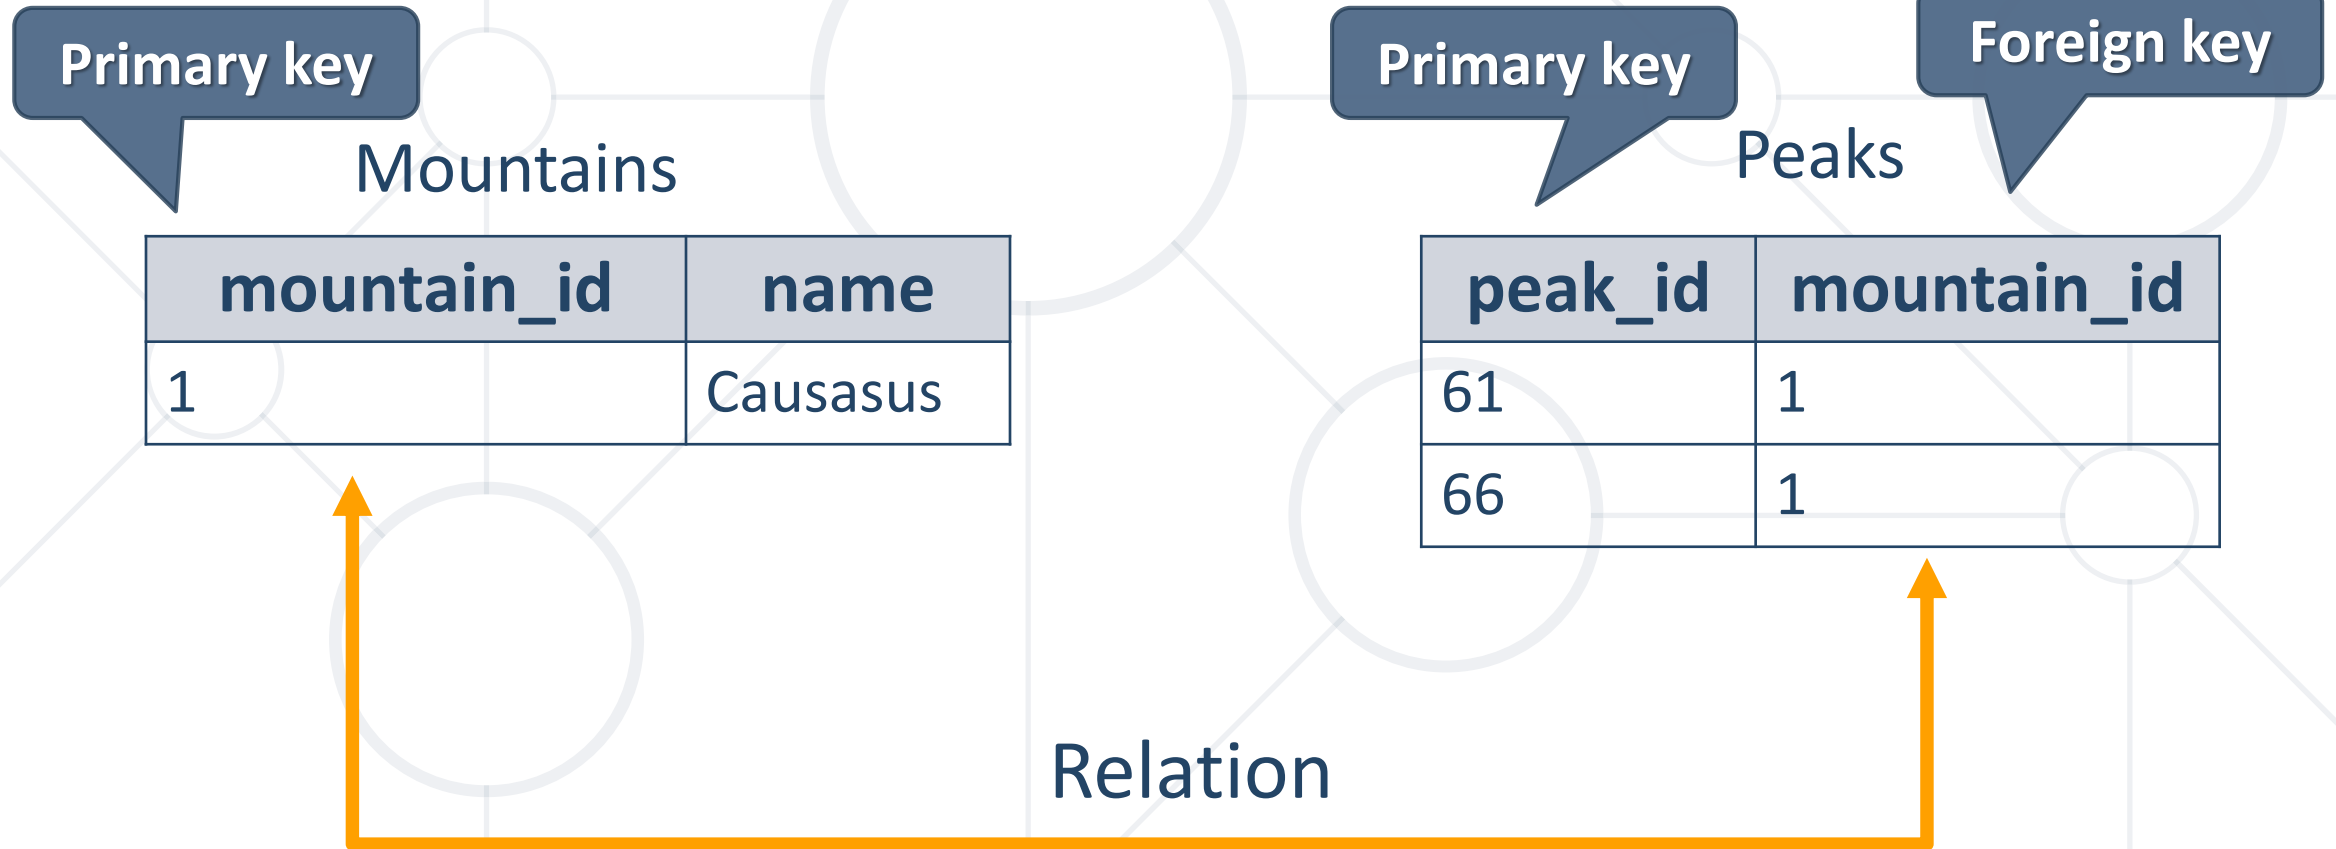 Primary key
Primary key
Foreign key
Mountains
Peaks
mountain_id name
1 Causasus
peak_id mountain_id
61 1
66 1
Relation